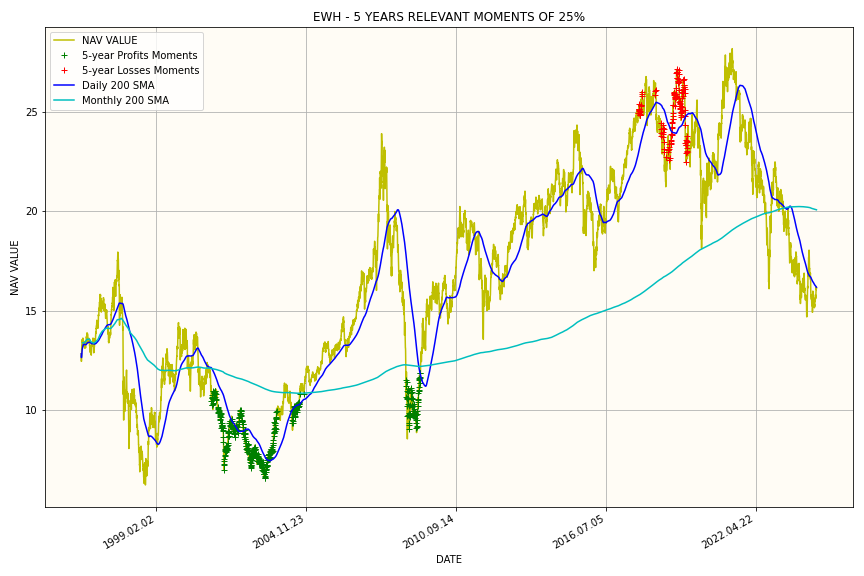 EWH - 5 YEARS RELEVANT MOMENTS OF 25%
NAV VALUE
5-year Profits Moments
5-year Losses Moments
Daily 200 SMA
Monthly 200 SMA
25
20
15
10
NAV VALUE
1999.02.02
2004.11.23
2010.09.14
2016.07.05
2022.04.22
DATE